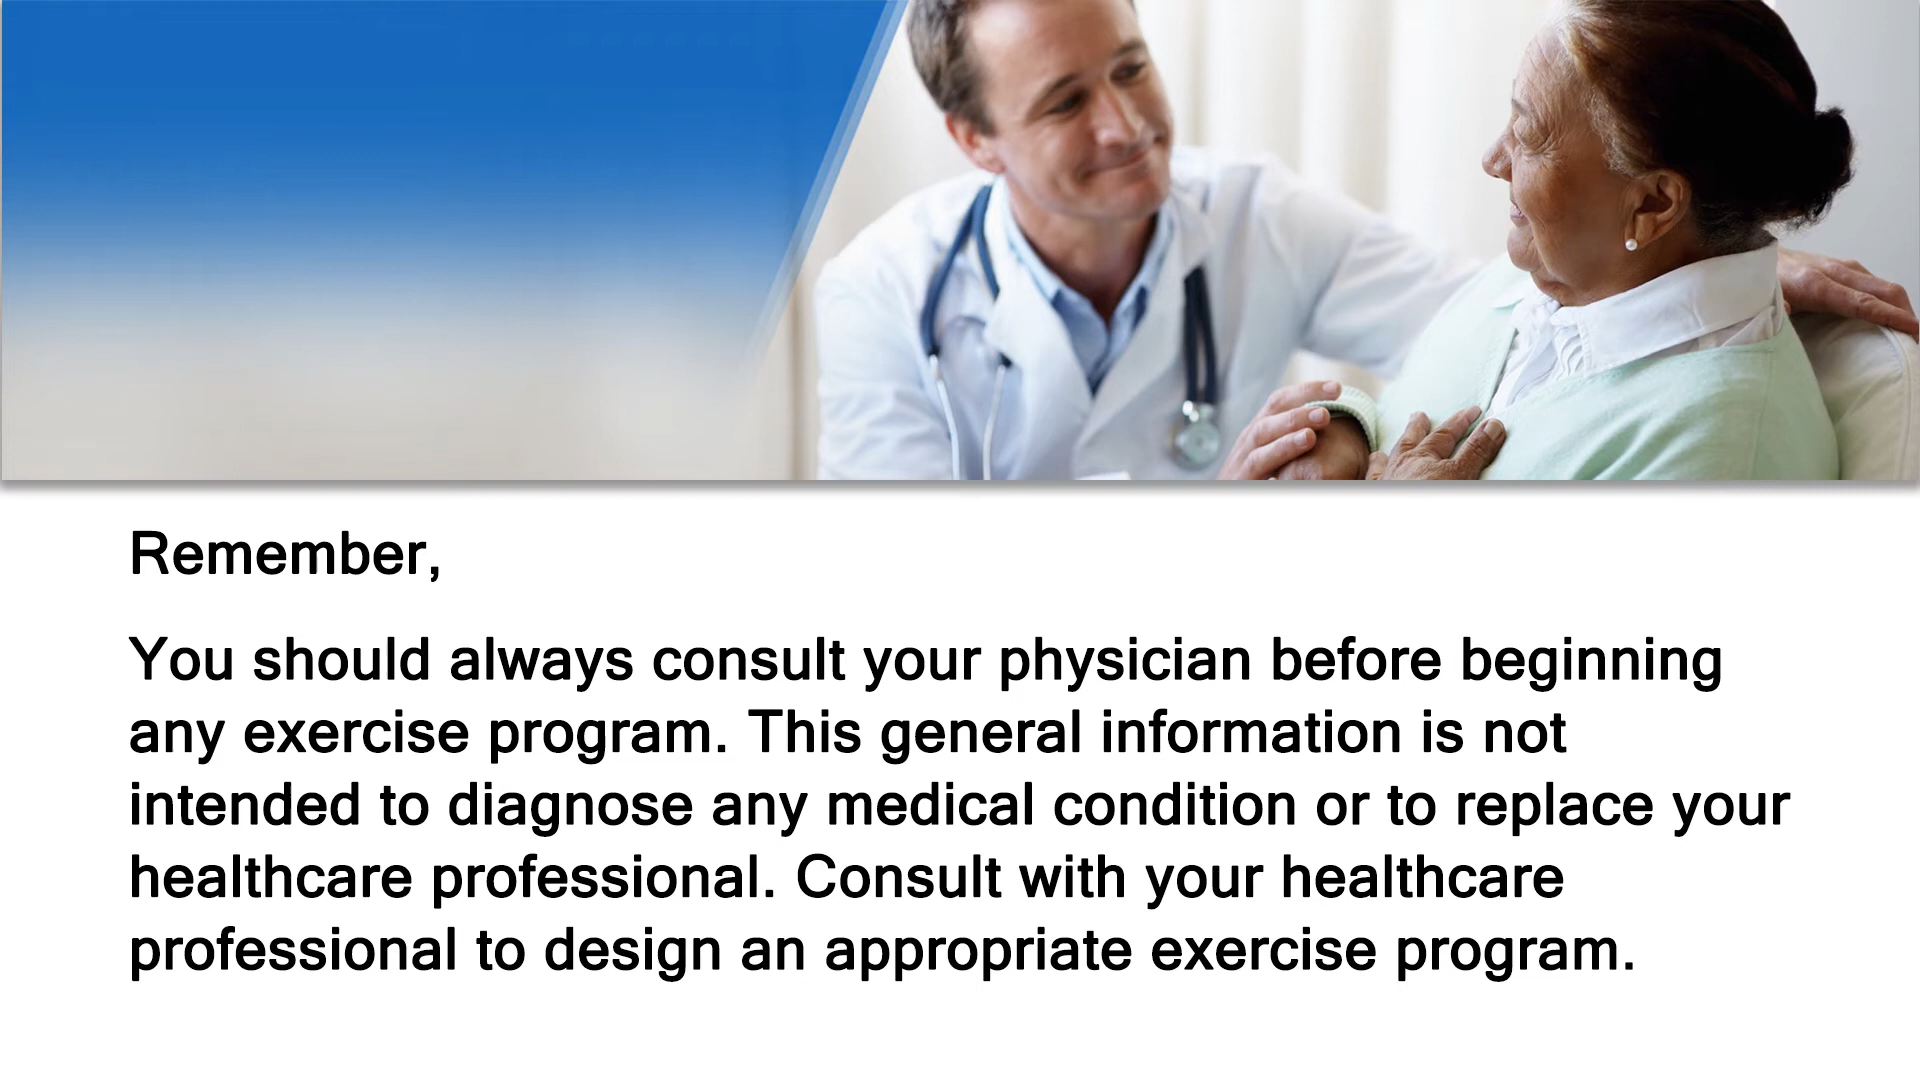 Remember,
You should always consult your physician before beginning
any exercise program. This general information is not
intended to diagnose any medical condition or to replace your
healthcare professional. Consult with your healthcare
professional to design an appropriate exercise program.